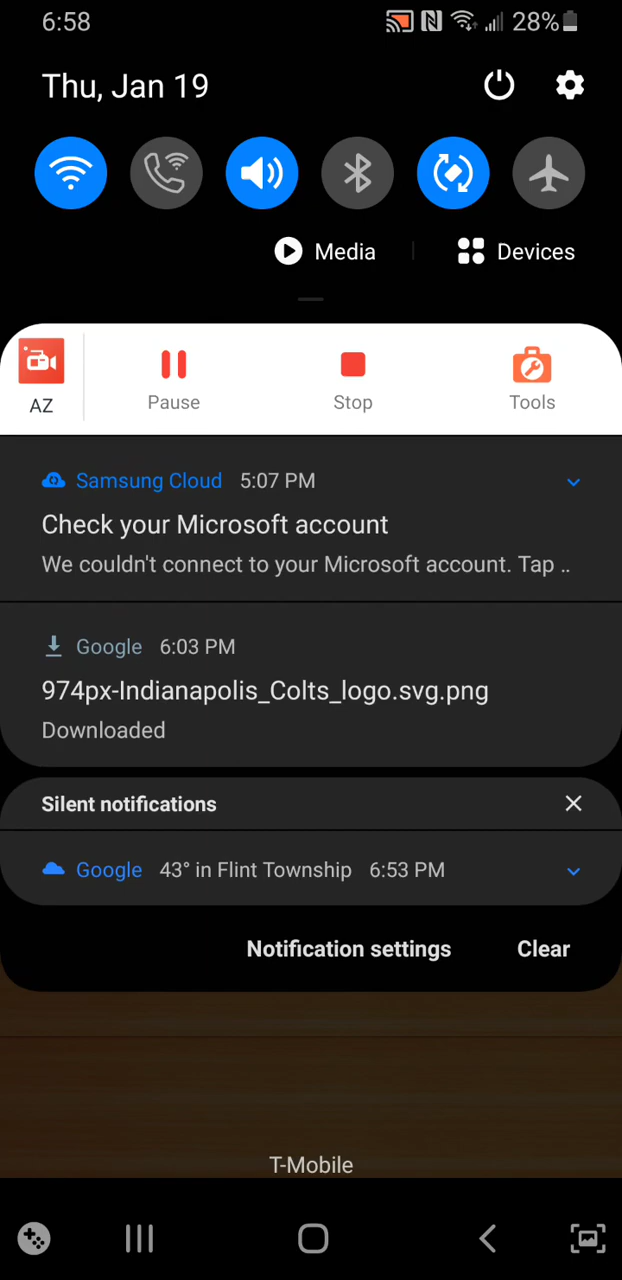 6:58
28%
Thu, Jan 19
Media
Devices
AZ
Pause
Stop
Tools
Samsung Cloud 5:07 PM
Check your Microsoft account
We couldn't connect to your Microsoft account. Tap ..
Google 6:03 PM
974px-Indianapolis_Colts_logo.svg.png
Downloaded
Silent notifications
Google 43° in Flint Township 6:53 PM
Notification settings Clear
T-Mobile